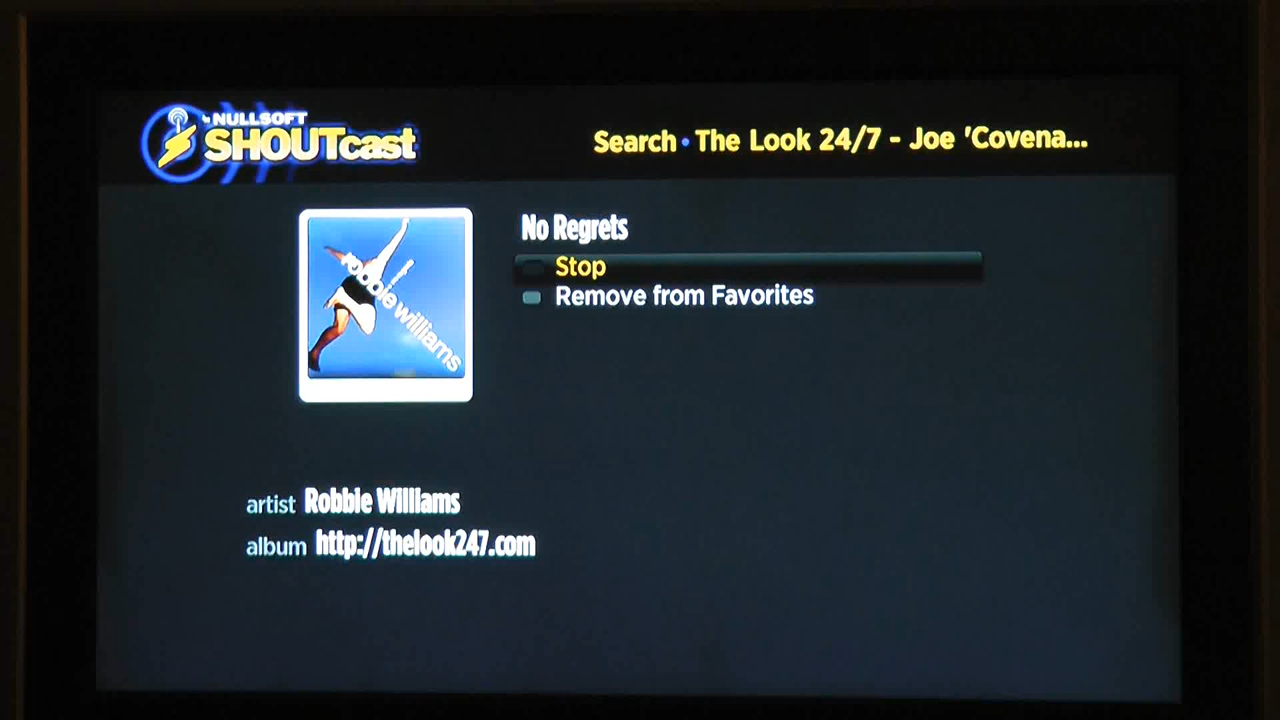 NULLSOFT
SHOUTcast
Search • The Look 24/7 - Joe 'Covena...
robbie williams
No Regrets
Stop
Remove from Favorites
artist Robbie Williams
album http://thelook247.com